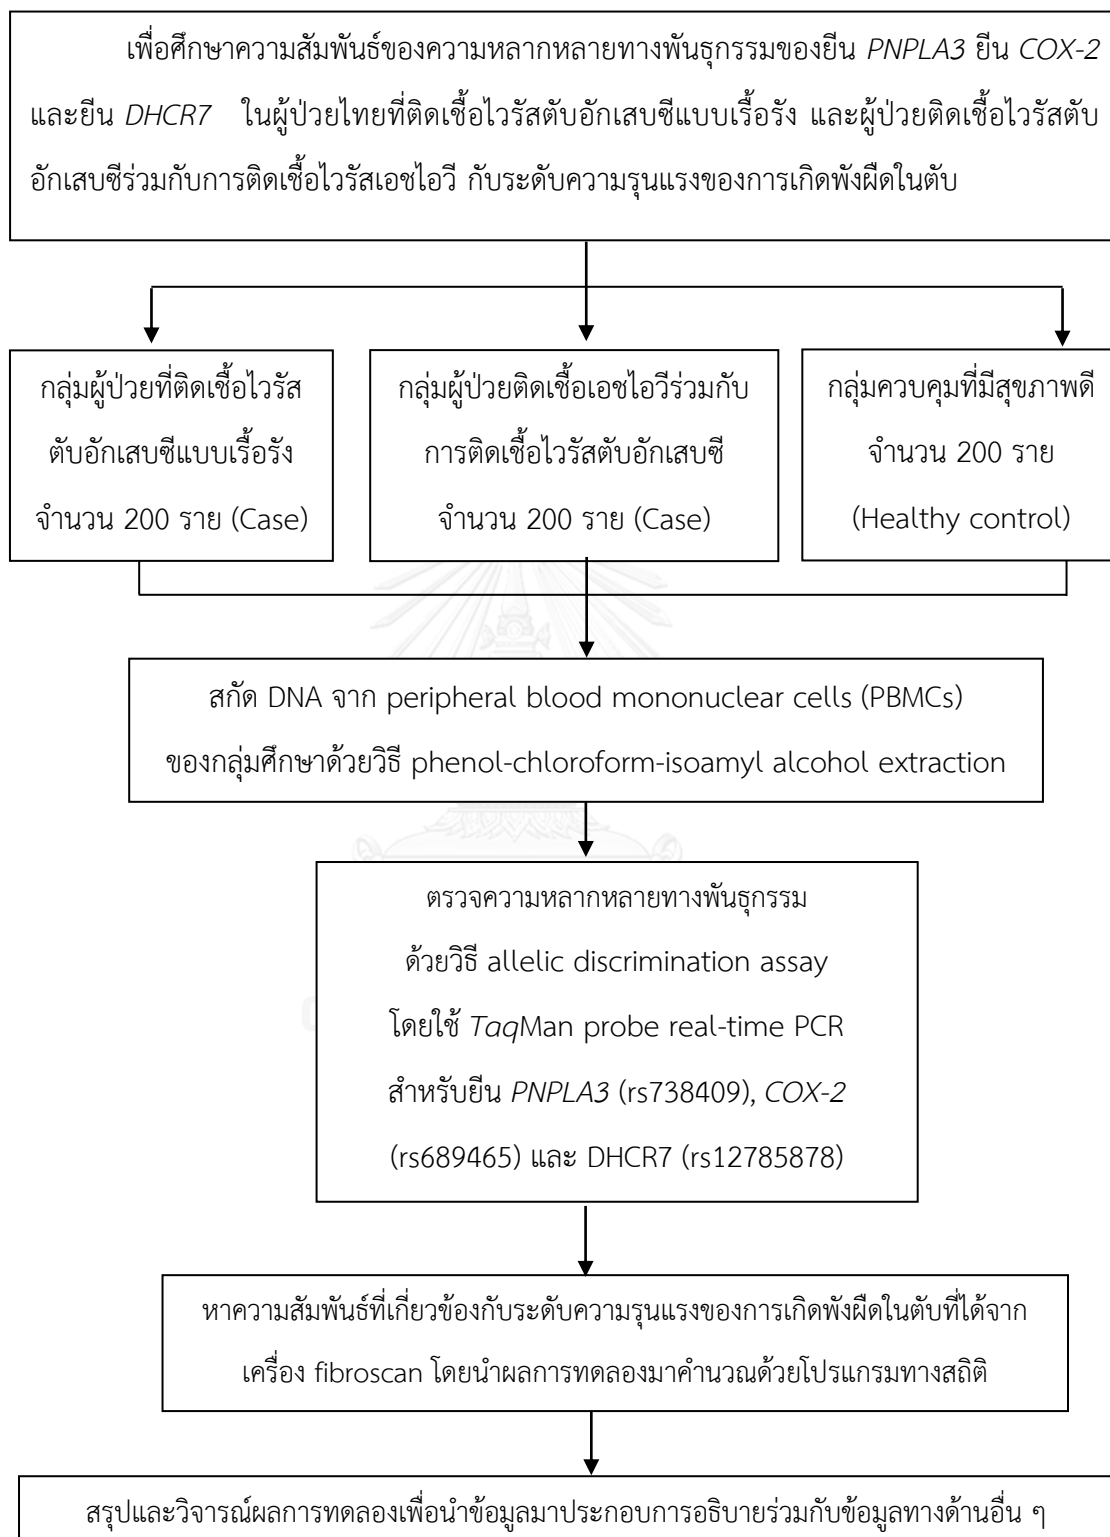 เพื่อศึกษาความสัมพันธ์ของความหลากหลายทางพันธุกรรมของยีน PNPLA3 ยีน COX-2
และยีน DHCR7 ในผู้ป่วยไทยที่ติดเชื้อไวรัสตับอักเสบซีแบบเรื้อรัง และผู้ป่วยติดเชื้อไวรัสตับ
อักเสบซีร่วมกับการติดเชื้อไวรัสเอชไอวี กับระดับความรุนแรงของการเกิดพังผืดในตับ
กลุ่มผู้ป่วยที่ติดเชื้อไวรัส
ตับอักเสบซีแบบเรื้อรัง
จำนวน 200 ราย (Case)
กลุ่มผู้ป่วยติดเชื้อเอชไอวีร่วมกับ
การติดเชื้อไวรัสตับอักเสบซี
จำนวน 200 ราย (Case)
กลุ่มควบคุมที่มีสุขภาพดี
จำนวน 200 ราย
(Healthy control)
สกัด DNA จาก peripheral blood mononuclear cells (PBMCs)
ของกลุ่มศึกษาด้วยวิธี phenol-chloroform-isoamyl alcohol extraction
ตรวจความหลากหลายทางพันธุกรรม
ด้วยวิธี allelic discrimination assay
โดยใช้ TaqMan probe real-time PCR
สำหรับยีน PNPLA3 (rs738409), COX-2
(rs689465) และ DHCR7 (rs12785878)
หาความสัมพันธ์ที่เกี่ยวข้องกับระดับความรุนแรงของการเกิดพังผืดในตับที่ได้จาก
เครื่อง fibroscan โดยนำผลการทดลองมาคำนวณด้วยโปรแกรมทางสถิติ
สรุปและวิจารณ์ผลการทดลองเพื่อนำข้อมูลมาประกอบการอธิบายร่วมกับข้อมูลทางด้านอื่น ๆ